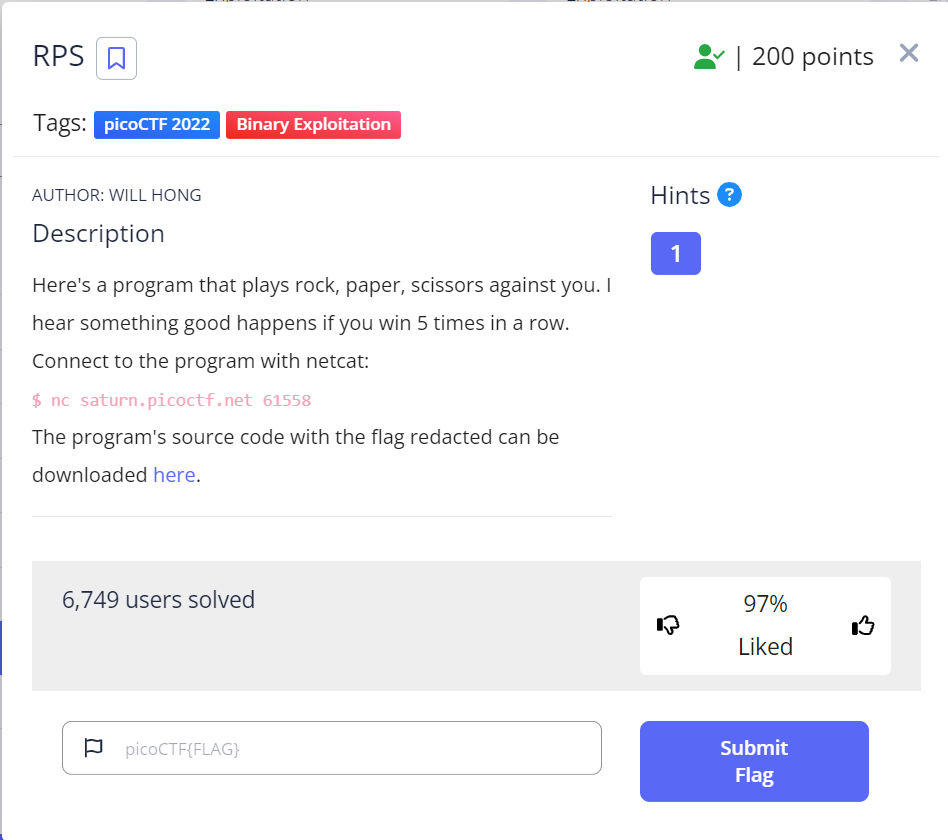 RPS
| 200 points
Tags: picoCTF 2022 Binary Exploitation
AUTHOR: WILL HONG
Description
Here's a program that plays rock, paper, scissors against you. I
hear something good happens if you win 5 times in a row.
Connect to the program with netcat:
$ nc saturn.picoctf.net 61558
The program's source code with the flag redacted can be
downloaded here.
Hints ?
1
6,749 users solved
97%
Liked
picoCTF{FLAG}
Submit
Flag